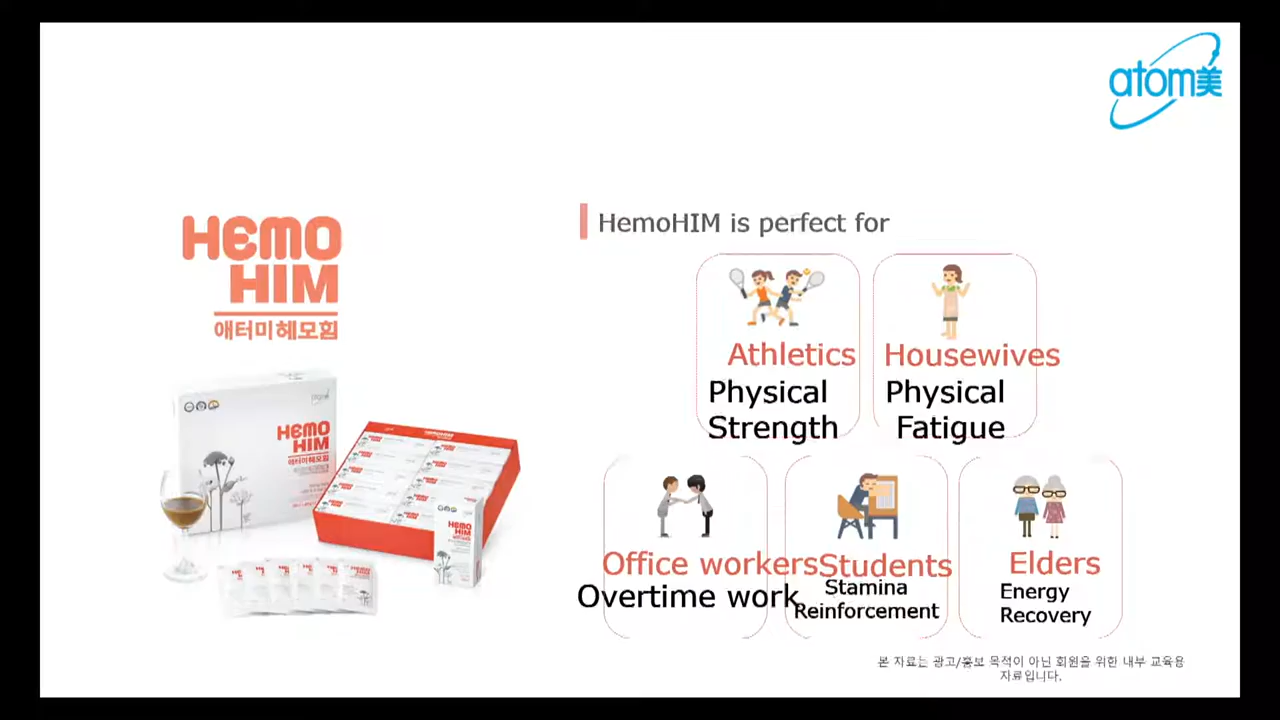 atom美
HEMO
HIM
애터미헤모힘
HemoHIM is perfect for
Athletics
Physical
Strength
Housewives
Physical
Fatigue
Office workers
Overtime work
Students
Stamina
Reinforcement
Elders
Energy
Recovery
HEMO
HIM
애터미헤모힘
HEMO
HIM
본 자료는 광고/홍보 목적이 아닌 회원을 위한 내부 교육용
자료입니다.